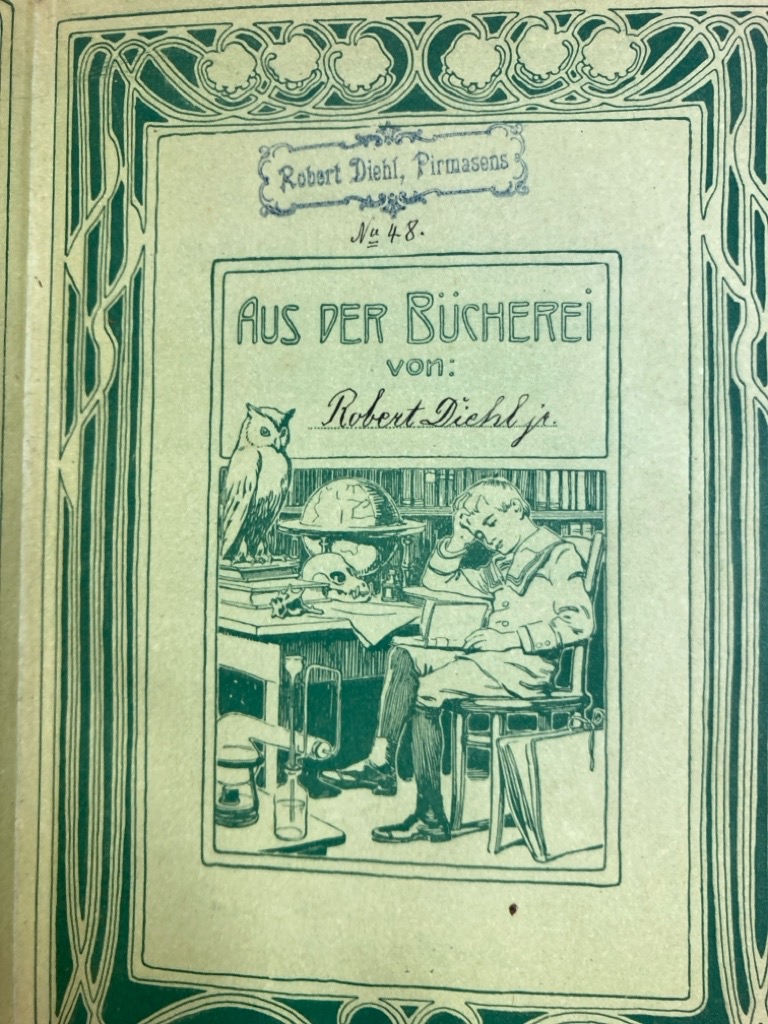 Robert Diehl, Pirmasens
No 48.
AUS DER BÜCHEREI
von:
Robert Diehl jr.